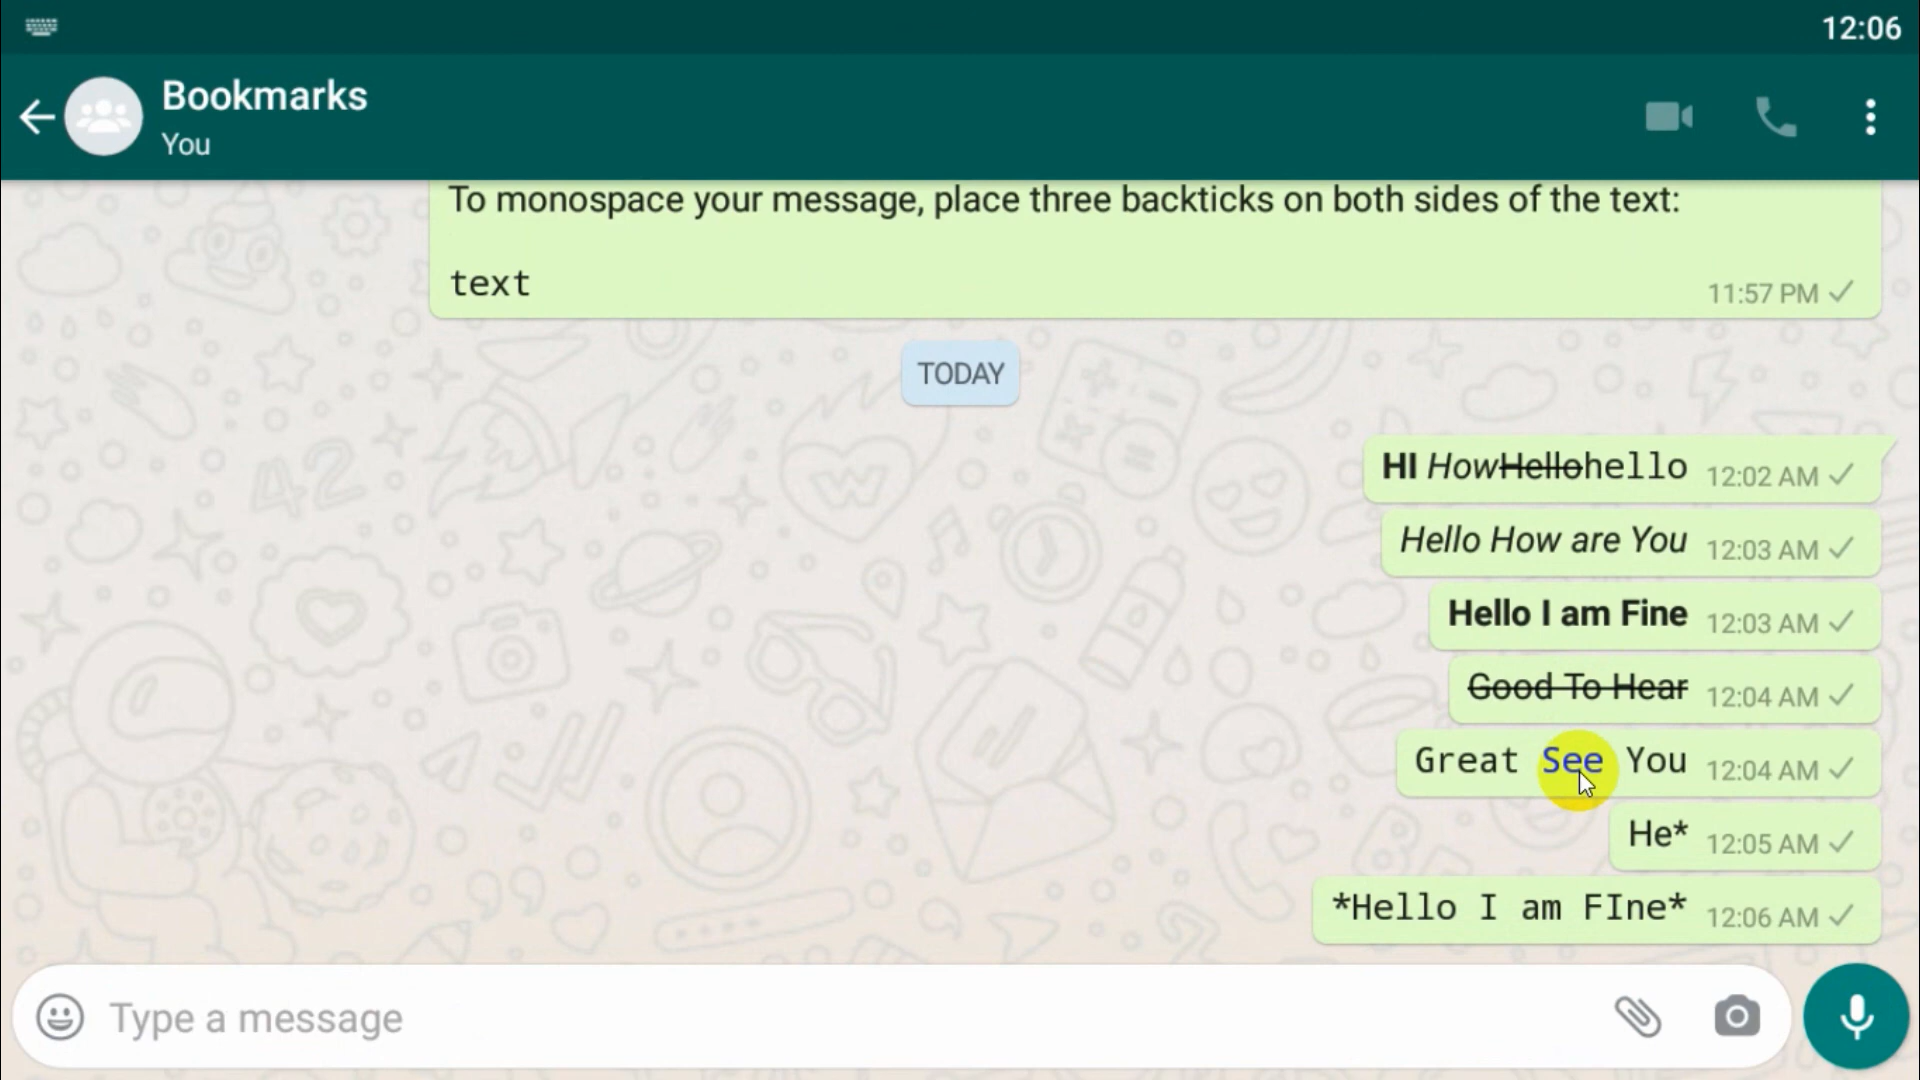 12:06
Bookmarks
You
To monospace your message, place three backticks on both sides of the text:
text
11:57 PM
TODAY
HI HowHellohello 12:02 AM
Hello How are You 12:03 AM
Hello I am Fine 12:03 AM
Good To Hear 12:04 AM
Great See You 12:04 AM
He* 12:05 AM
*Hello I am FIne* 12:06 AM
Type a message